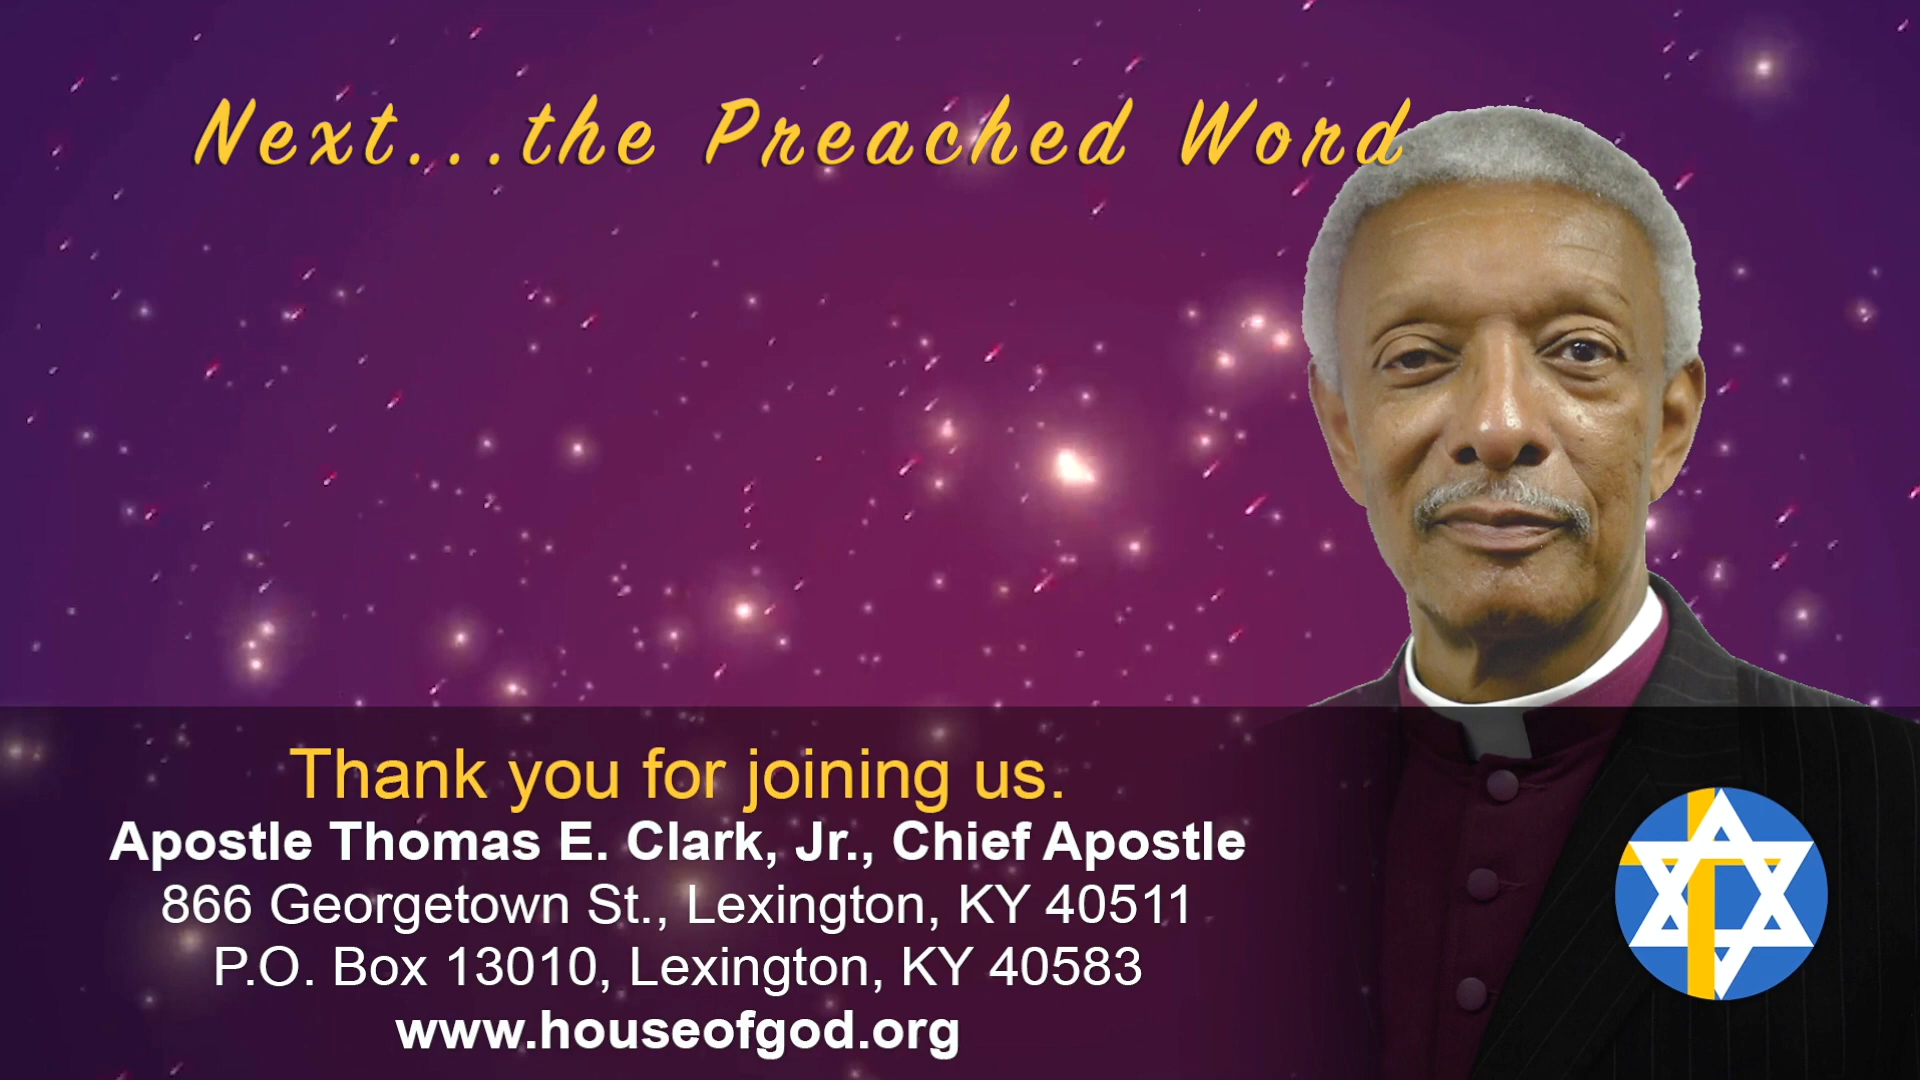 Next...the Preached Word
Thank you for joining us.
Apostle Thomas E. Clark, Jr., Chief Apostle
866 Georgetown St., Lexington, KY 40511
P.O. Box 13010, Lexington, KY 40583
www.houseofgod.org